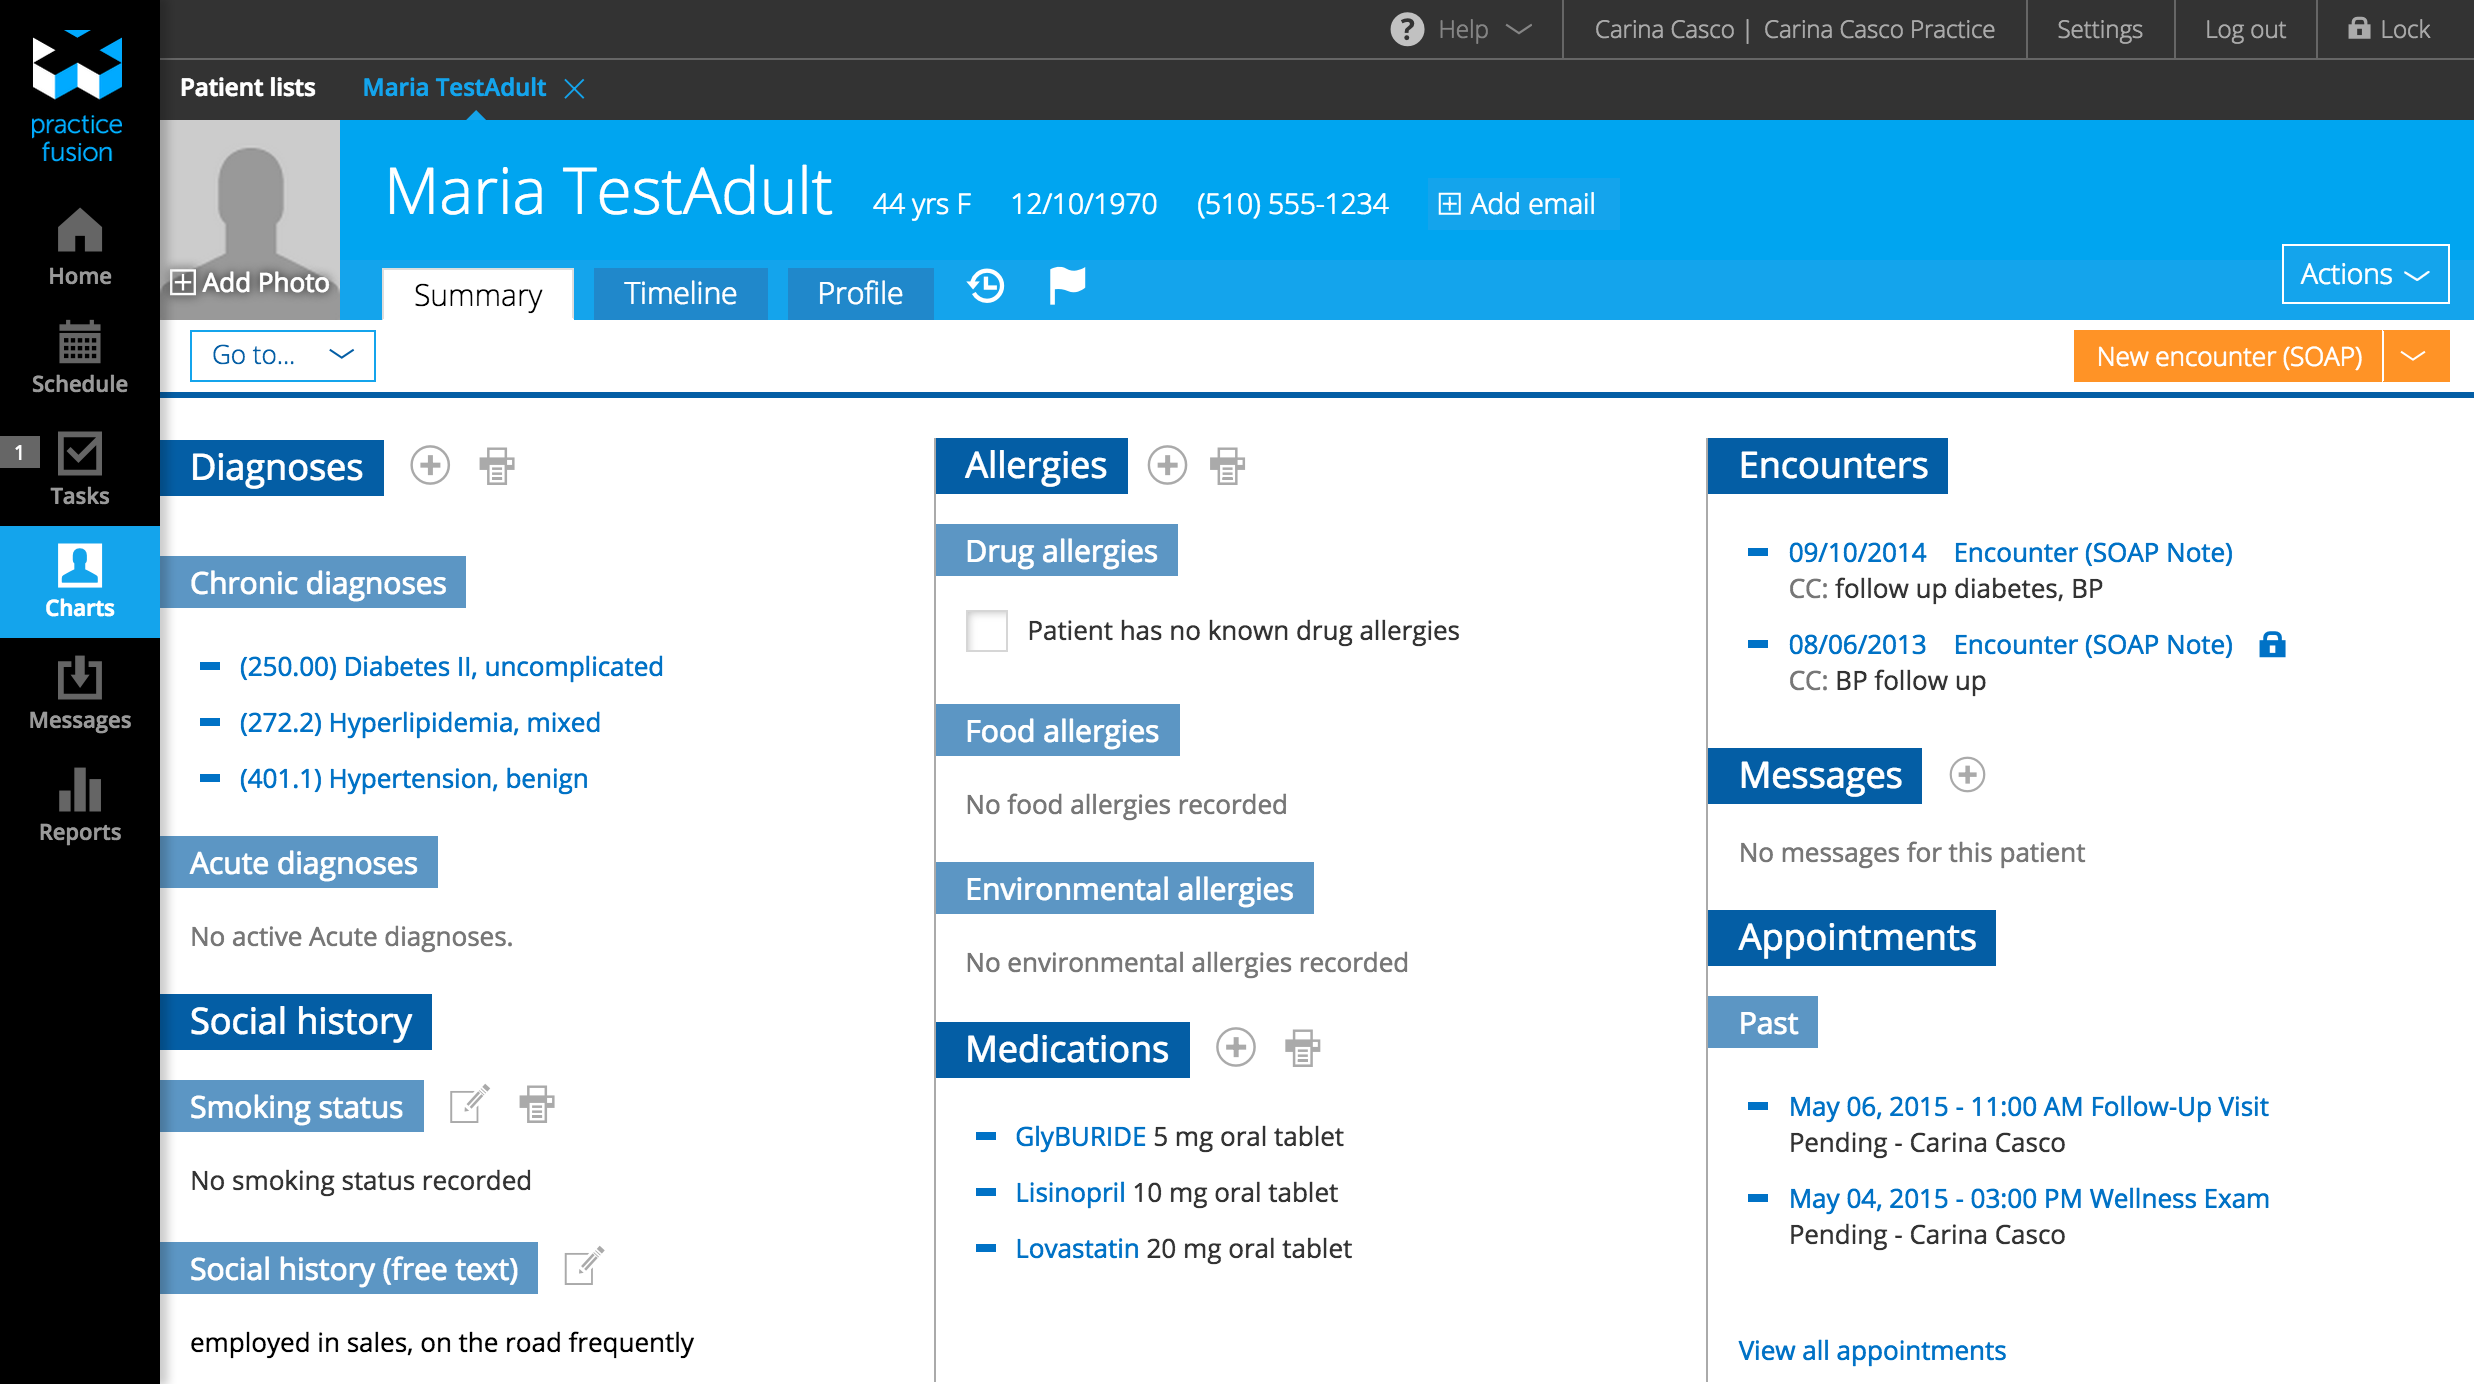 ? Help
Carina Casco | Carina Casco Practice
Settings
Log out
Lock
practice
fusion
Patient lists
Maria TestAdult
Maria TestAdult 44 yrs F 12/10/1970 (510) 555-1234 Add email
Add Photo
Summary
Timeline
Profile
Actions
Home
Schedule
1
Tasks
Charts
Messages
Reports
Go to...
New encounter (SOAP)
Diagnoses
Chronic diagnoses
(250.00) Diabetes II, uncomplicated
(272.2) Hyperlipidemia, mixed
(401.1) Hypertension, benign
Acute diagnoses
No active Acute diagnoses.
Social history
Smoking status
No smoking status recorded
Social history (free text)
employed in sales, on the road frequently
Allergies
Drug allergies
Patient has no known drug allergies
Food allergies
No food allergies recorded
Environmental allergies
No environmental allergies recorded
Medications
GlyBURIDE 5 mg oral tablet
Lisinopril 10 mg oral tablet
Lovastatin 20 mg oral tablet
Encounters
09/10/2014 Encounter (SOAP Note)
CC: follow up diabetes, BP
08/06/2013 Encounter (SOAP Note)
CC: BP follow up
Messages
No messages for this patient
Appointments
Past
May 06, 2015 - 11:00 AM Follow-Up Visit
Pending - Carina Casco
May 04, 2015 - 03:00 PM Wellness Exam
Pending - Carina Casco
View all appointments